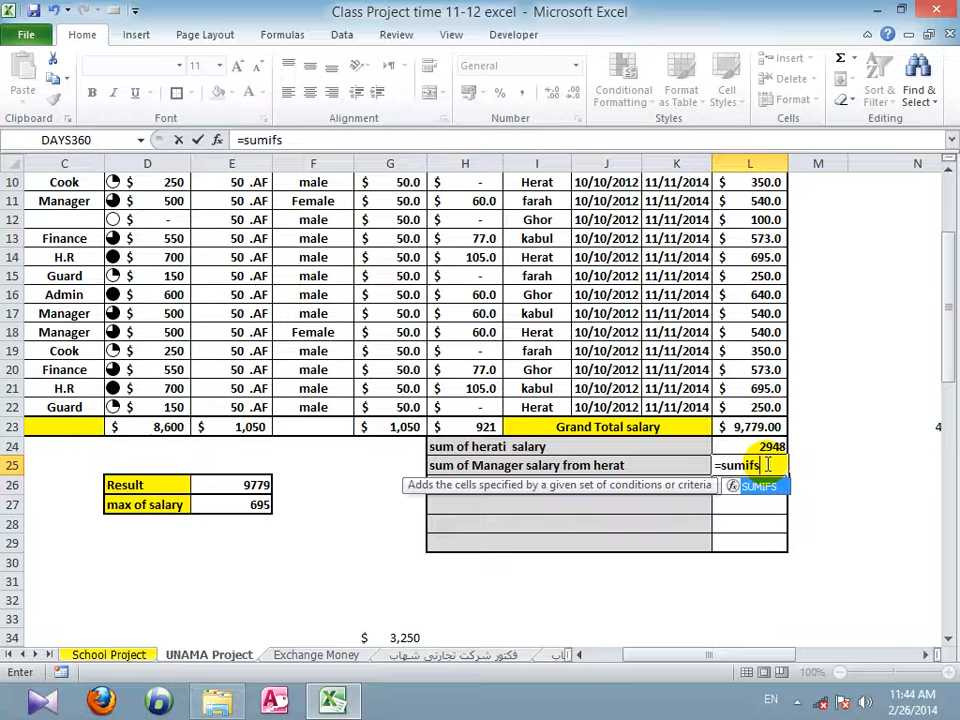 Class Project time 11-12 excel - Microsoft Excel
File Home Insert Page Layout Formulas Data Review View Developer
Paste 11 General Conditional Formatting Format as Table Cell Styles Insert Delete Format Sort & Filter Find & Select
Clipboard Font Alignment Number Styles Cells Editing
DAYS360 =sumifs
C D E F G H I J K L M N
10 Cook $ 250 50 .AF male $ 50.0 $ - Herat 10/10/2012 11/11/2014 $ 350.0
11 Manager $ 500 50 .AF Female $ 50.0 $ 60.0 farah 10/10/2012 11/11/2014 $ 540.0
12 $ - 50 .AF male $ 50.0 $ - Ghor 10/10/2012 11/11/2014 $ 100.0
13 Finance $ 550 50 .AF male $ 50.0 $ 77.0 kabul 10/10/2012 11/11/2014 $ 573.0
14 H.R $ 700 50 .AF male $ 50.0 $ 105.0 Herat 10/10/2012 11/11/2014 $ 695.0
15 Guard $ 150 50 .AF male $ 50.0 $ - farah 10/10/2012 11/11/2014 $ 250.0
16 Admin $ 600 50 .AF male $ 50.0 $ 60.0 Ghor 10/10/2012 11/11/2014 $ 640.0
17 Manager $ 500 50 .AF male $ 50.0 $ 60.0 kabul 10/10/2012 11/11/2014 $ 540.0
18 Manager $ 500 50 .AF Female $ 50.0 $ 60.0 Herat 10/10/2012 11/11/2014 $ 540.0
19 Cook $ 250 50 .AF male $ 50.0 $ - farah 10/10/2012 11/11/2014 $ 350.0
20 Finance $ 550 50 .AF male $ 50.0 $ 77.0 Ghor 10/10/2012 11/11/2014 $ 573.0
21 H.R $ 700 50 .AF male $ 50.0 $ 105.0 kabul 10/10/2012 11/11/2014 $ 695.0
22 Guard $ 150 50 .AF male $ 50.0 $ - Herat 10/10/2012 11/11/2014 $ 250.0
23 $ 8,600 $ 1,050 $ 1,050 $ 921 Grand Total salary $ 9,779.00 4
24 sum of herati salary 2948
25 sum of Manager salary from herat =sumifs
26 Result 9779 Adds the cells specified by a given set of conditions or criteria SUMIFS
27 max of salary 695
28
29
30
31
32
33
34 $ 3,250
School Project UNAMA Project Exchange Money فکتور شرکت تجارتی شهاب
Enter 100%
EN 11:44 AM
2/26/2014